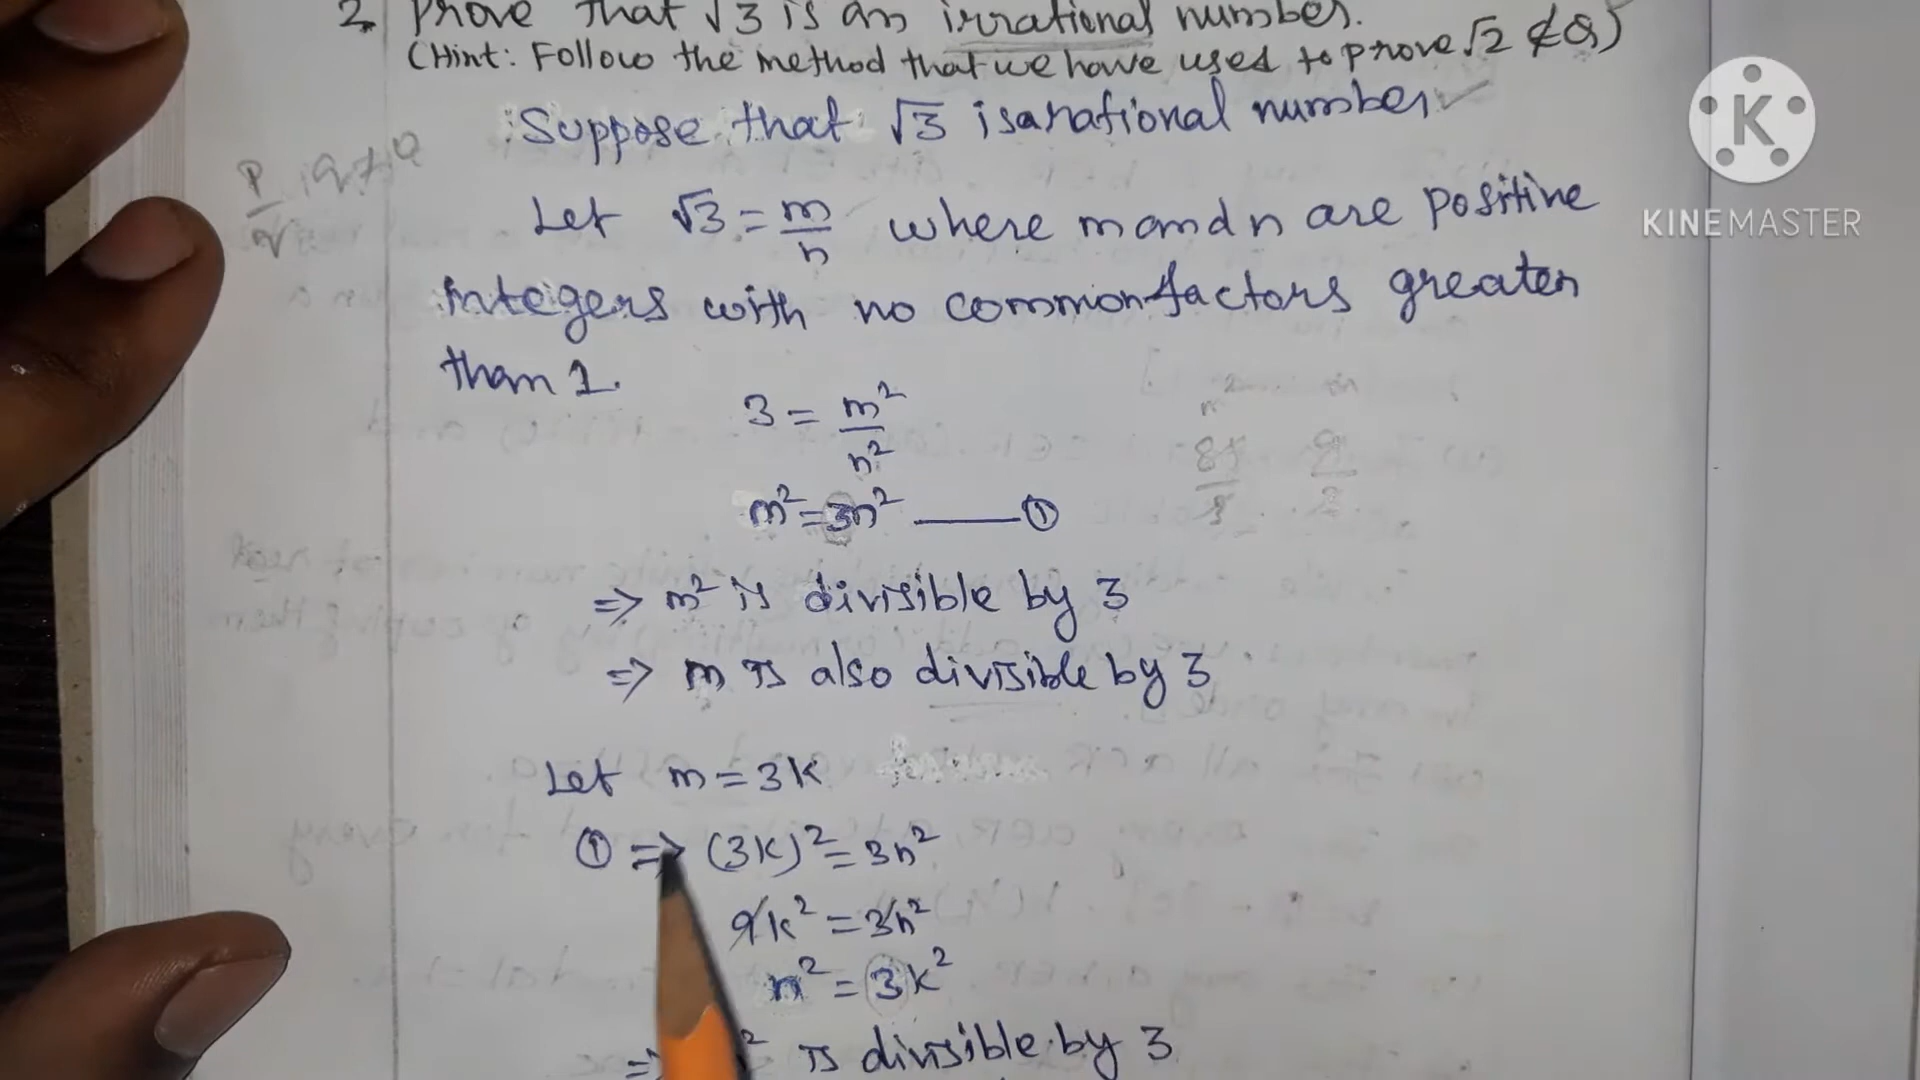 2. Prove that √3 is an irrational number.
(Hint: Follow the method that we have used to prove √2 ∉ Q)
Suppose that √3 is a rational number
P/q, q ≠ 0
Let √3 = m/n where m and n are positive
integers with no common factors greater
than 1.
3 = m²/n²
m² = 3n² ——— ①
⇒ m² is divisible by 3
⇒ m is also divisible by 3
Let m = 3k
① ⇒ (3k)² = 3n²
9k² = 3n²
n² = 3k²
⇒ ² is divisible by 3
K
KINEMASTER